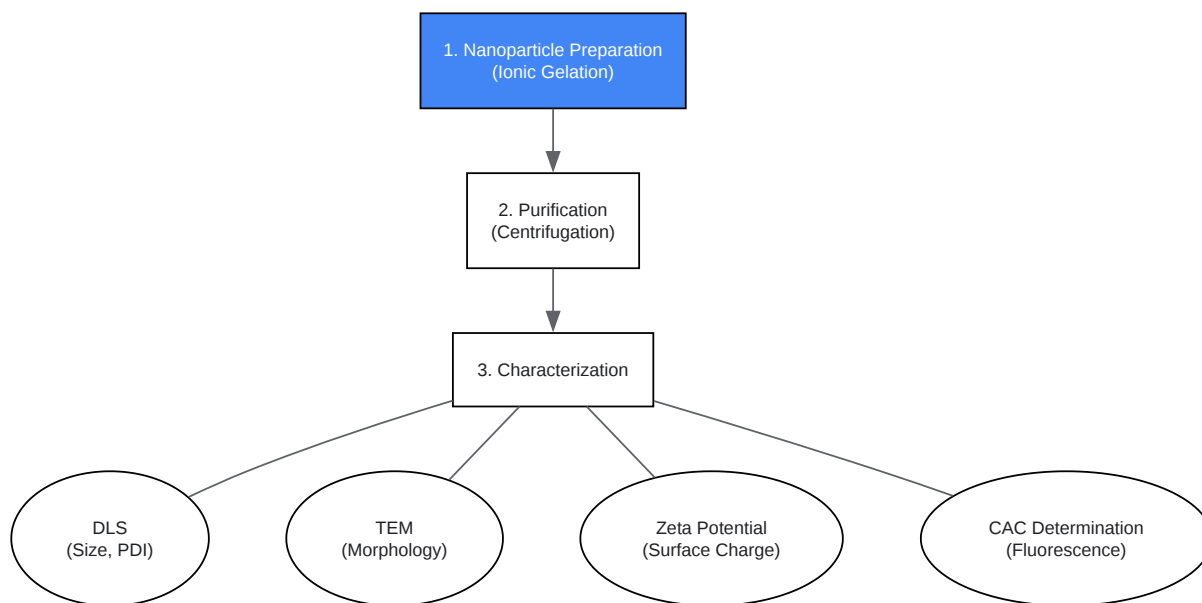 1. Nanoparticle Preparation
(Ionic Gelation)
2. Purification
(Centrifugation)
3. Characterization
DLS
(Size, PDI)
TEM
(Morphology)
Zeta Potential
(Surface Charge)
CAC Determination
(Fluorescence)